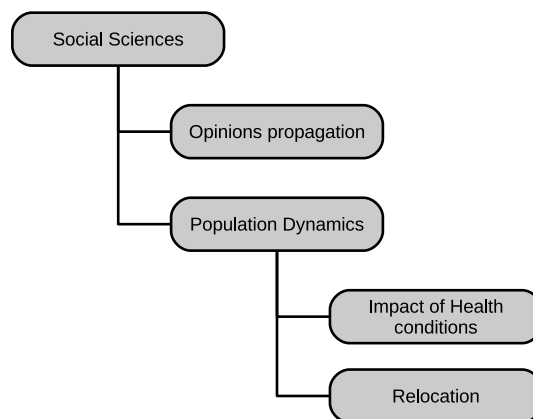 Social Sciences
Opinions propagation
Population Dynamics
Impact of Health
conditions
Relocation